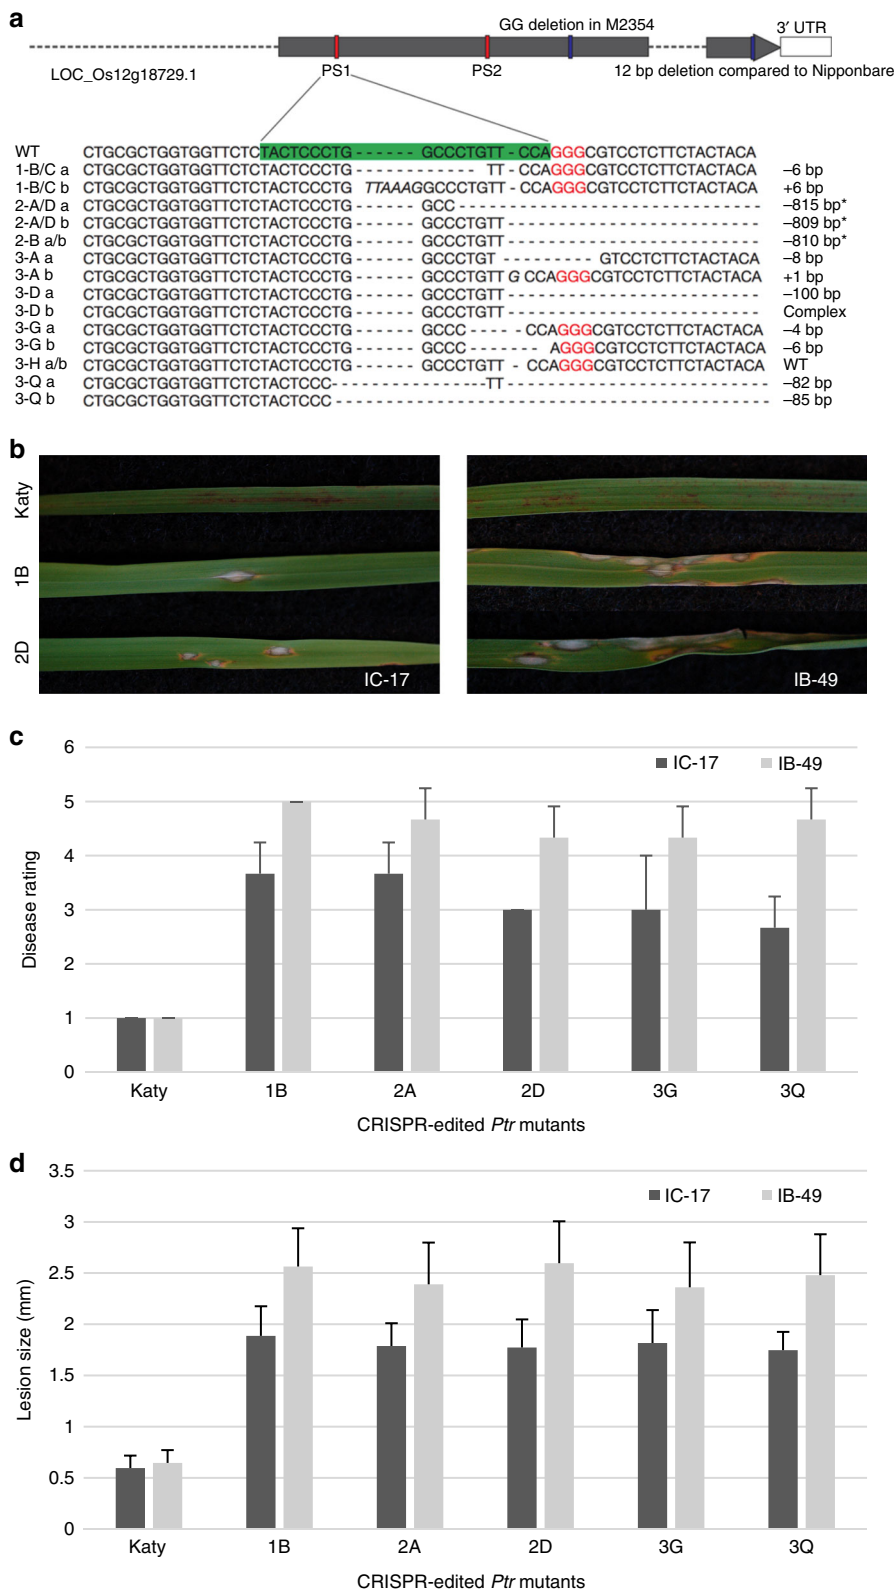 a
GG deletion in M2354
3′ UTR
LOC_Os12g18729.1
PS1
PS2
12 bp deletion compared to Nipponbare
WT CTGCGCTGGTGGTTCTCTACTCCCTG------GCCCTGTT-CCAGGGCGTCCTCTTCTACTACA
1-B/C a CTGCGCTGGTGGTTCTCTACTCCCTG------------TT-CCAGGGCGTCCTCTTCTACTACA –6 bp
1-B/C b CTGCGCTGGTGGTTCTCTACTCCCTG TTAAAGGCCCTGTT-CCAGGGCGTCCTCTTCTACTACA +6 bp
2-A/D a CTGCGCTGGTGGTTCTCTACTCCCTG------GCC-------------------------- –815 bp*
2-A/D b CTGCGCTGGTGGTTCTCTACTCCCTG------GCCCTGTT-------------------- –809 bp*
2-B a/b CTGCGCTGGTGGTTCTCTACTCCCTG------GCCCTGTT-------------------- –810 bp*
3-A a CTGCGCTGGTGGTTCTCTACTCCCTG------GCCCTGT--------GTCCTCTTCTACTACA –8 bp
3-A b CTGCGCTGGTGGTTCTCTACTCCCTG------GCCCTGTTGCCAGGGCGTCCTCTTCTACTACA +1 bp
3-D a CTGCGCTGGTGGTTCTCTACTCCCTG------GCCCTGTT-------------------- –100 bp
3-D b CTGCGCTGGTGGTTCTCTACTCCCTG------GCCCTGTT-------------------- Complex
3-G a CTGCGCTGGTGGTTCTCTACTCCCTG------GCCC-----CCAGGGCGTCCTCTTCTACTACA –4 bp
3-G b CTGCGCTGGTGGTTCTCTACTCCCTG------GCCC-------AGGGCGTCCTCTTCTACTACA –6 bp
3-H a/b CTGCGCTGGTGGTTCTCTACTCCCTG------GCCCTGTT-CCAGGGCGTCCTCTTCTACTACA WT
3-Q a CTGCGCTGGTGGTTCTCTACTCCC--------------TT----------------------- –82 bp
3-Q b CTGCGCTGGTGGTTCTCTACTCCC--------------------------------------- –85 bp
b
Katy
1B
2D
IC-17
IB-49
c
6
5
4
3
2
1
0
Disease rating
IC-17
IB-49
Katy 1B 2A 2D 3G 3Q
CRISPR-edited Ptr mutants
d
3.5
3
2.5
2
1.5
1
0.5
0
Lesion size (mm)
IC-17
IB-49
Katy 1B 2A 2D 3G 3Q
CRISPR-edited Ptr mutants